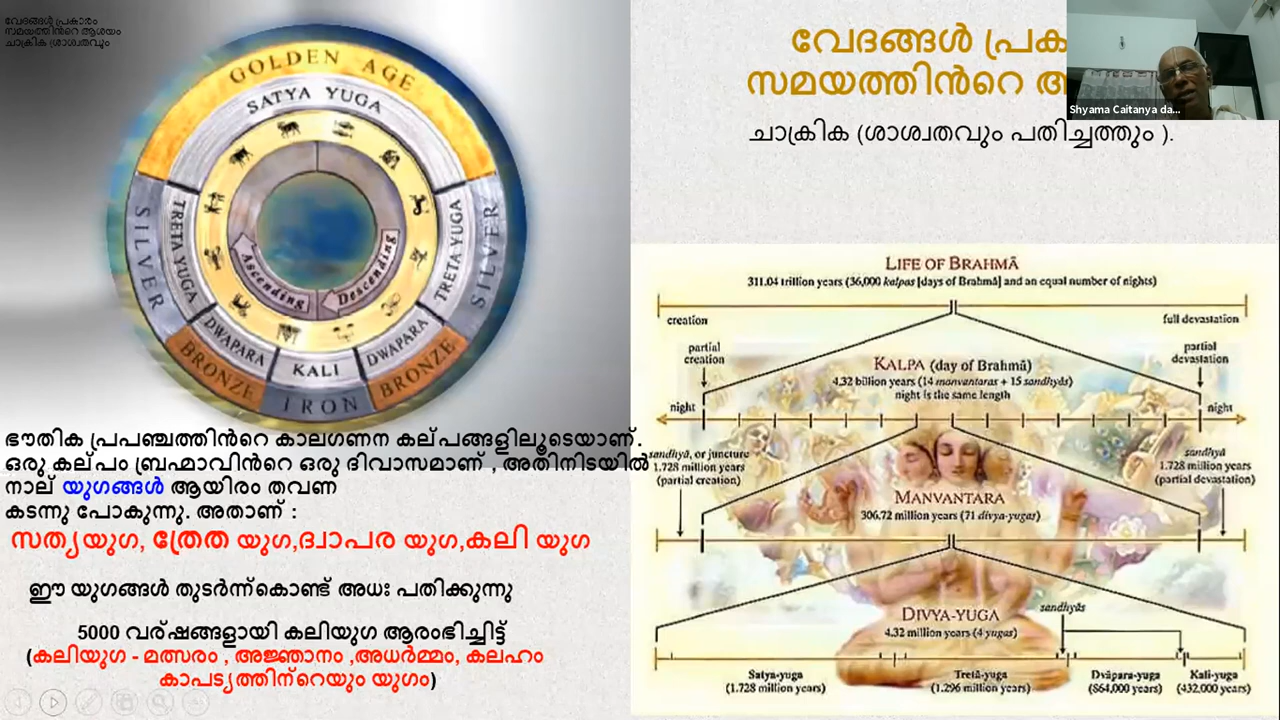 വേദങ്ങൾ പ്രകാരം
സമയത്തിൻറെ ആശയം
ചാക്രിക ശാശ്വതവും
GOLDEN AGE
SATYA YUGA
SILVER
TRETA YUGA
TRETA YUGA
SILVER
Ascending
Descending
DWAPARA
KALI
DWAPARA
BRONZE
IRON
BRONZE
ഭൗതിക പ്രപഞ്ചത്തിൻറെ കാലഗണന കല്പങ്ങളിലൂടെയാണ്.
ഒരു കല്പം ബ്രഹ്മാവിൻറെ ഒരു ദിവാസമാണ് , അതിനിടയിൽ
നാല് യുഗങ്ങൾ ആയിരം തവണ
കടന്നു പോകുന്നു. അതാണ് :
സത്യയുഗ, ത്രേത യുഗ,ദ്വാപര യുഗ,കലി യുഗ
ഈ യുഗങ്ങൾ തുടർന്ന്കൊണ്ട് അധഃ പതിക്കുന്നു
5000 വര്ഷങ്ങളായി കലിയുഗ ആരംഭിച്ചിട്ട്
(കലിയുഗ - മത്സരം , അജ്ഞാനം ,അധർമ്മം, കലഹം
കാപട്യത്തിന്റെയും യുഗം)
വേദങ്ങൾ പ്രക
സമയത്തിൻറെ ആ
ചാക്രിക (ശാശ്വതവും പതിച്ചത്തും ).
Shyama Caitanya da...
LIFE OF BRAHMĀ
311.04 trillion years (36,000 kalpas [days of Brahmā] and an equal number of nights)
creation
full devastation
partial creation
partial devastation
KALPA (day of Brahmā)
4.32 billion years (14 manvantaras + 15 sandhyās)
night is the same length
night
night
sandhyā, or juncture
1.728 million years
(partial creation)
sandhyā
1.728 million years
(partial devastation)
MANVANTARA
306.72 million years (71 divya-yugas)
DIVYA-YUGA
4.32 million years (4 yugas)
sandhyās
Satya-yuga
(1.728 million years)
Tretā-yuga
(1.296 million years)
Dvāpara-yuga
(864,000 years)
Kali-yuga
(432,000 years)